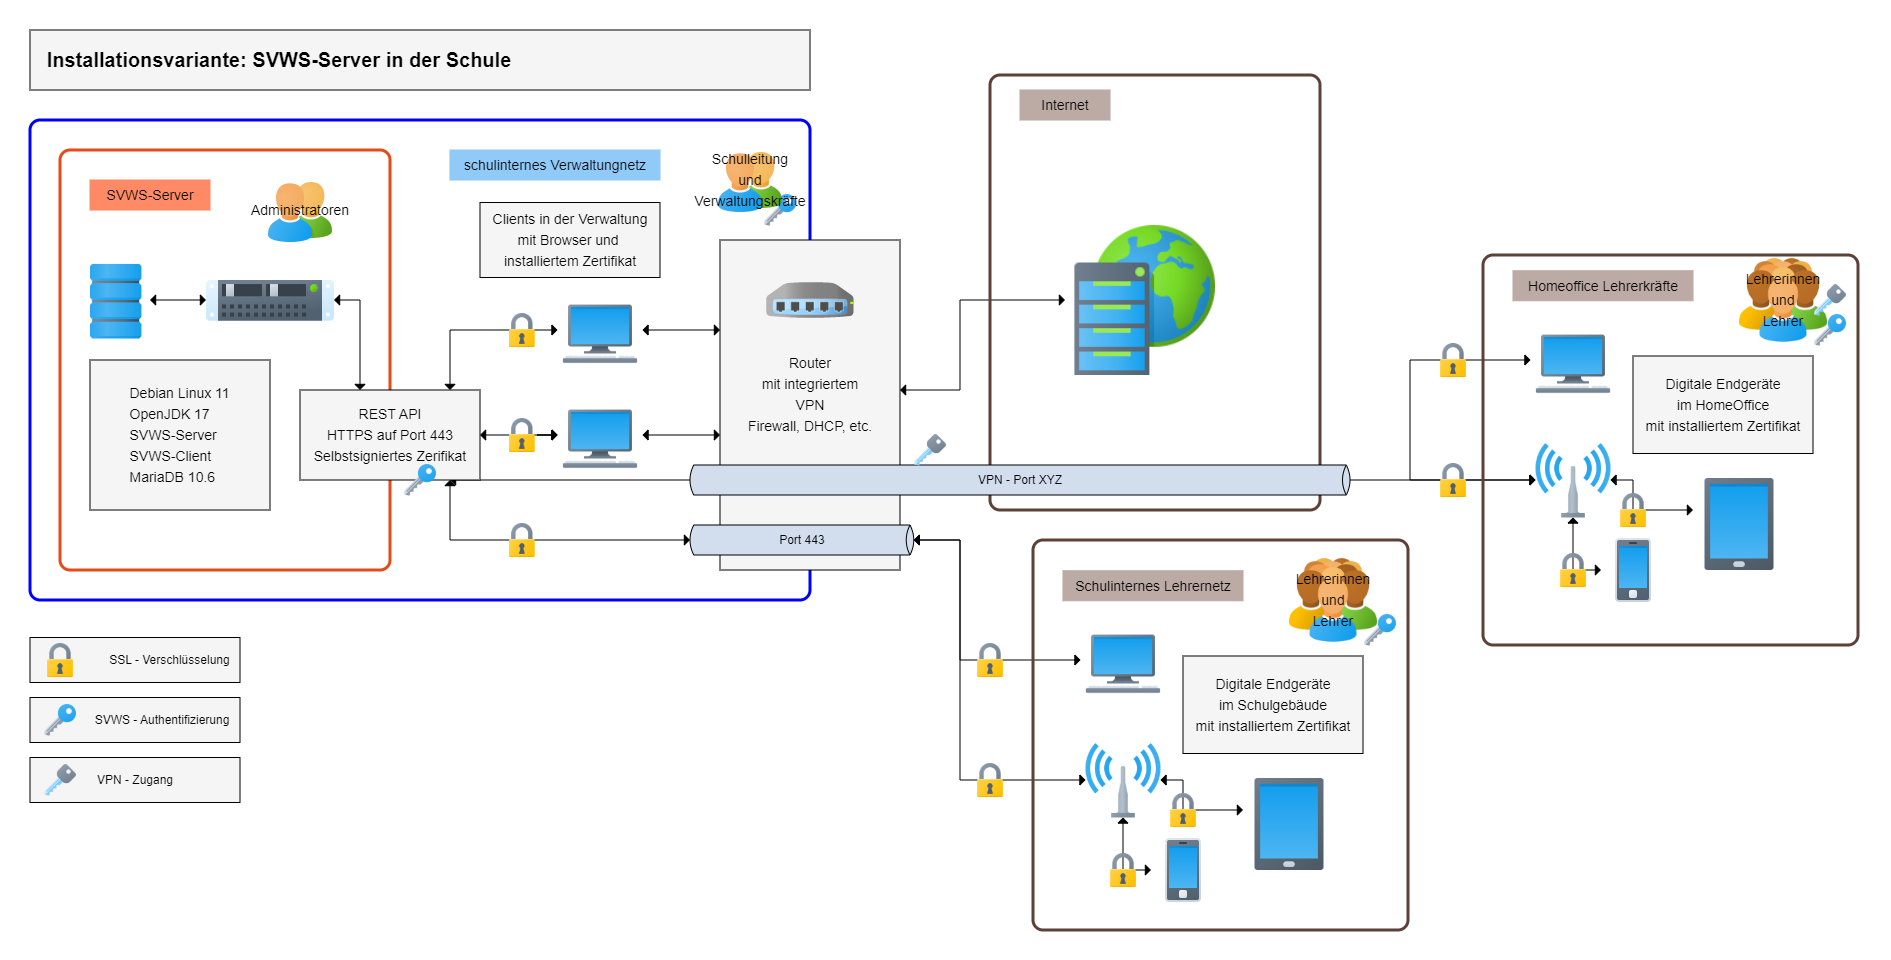 Installationsvariante: SVWS-Server in der Schule
SVWS-Server
Administratoren
Debian Linux 11
OpenJDK 17
SVWS-Server
SVWS-Client
MariaDB 10.6
REST API
HTTPS auf Port 443
Selbstsigniertes Zerifikat
schulinternes Verwaltungnetz
Schulleitung
und
Verwaltungskräfte
Clients in der Verwaltung
mit Browser und
installiertem Zertifikat
Router
mit integriertem
VPN
Firewall, DHCP, etc.
VPN - Port XYZ
Port 443
Internet
Homeoffice Lehrerkräfte
Lehrerinnen
und
Lehrer
Digitale Endgeräte
im HomeOffice
mit installiertem Zertifikat
Schulinternes Lehrernetz
Lehrerinnen
und
Lehrer
Digitale Endgeräte
im Schulgebäude
mit installiertem Zertifikat
SSL - Verschlüsselung
SVWS - Authentifizierung
VPN - Zugang